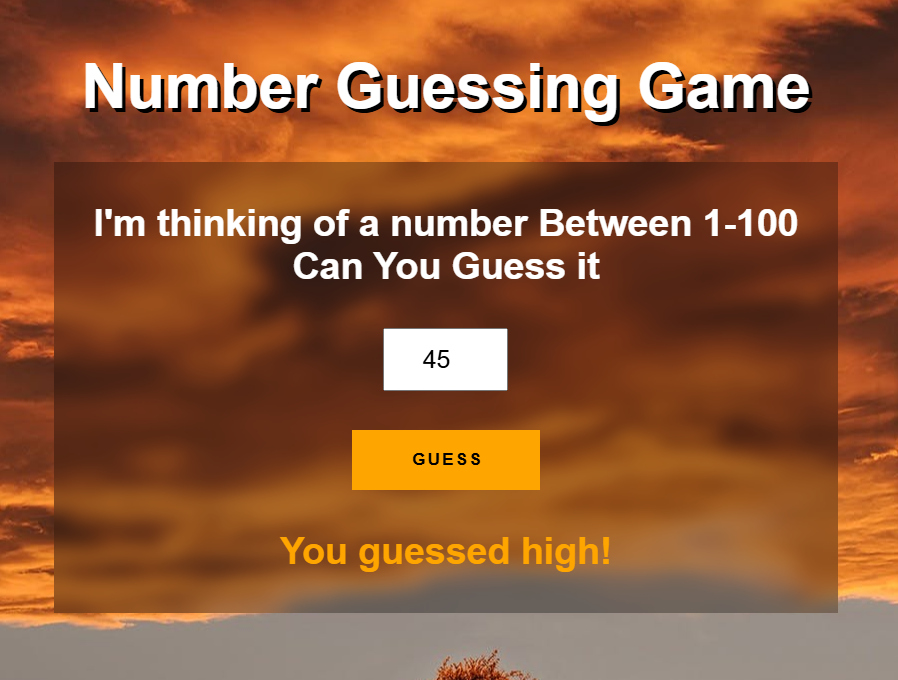 Number Guessing Game
I'm thinking of a number Between 1-100
Can You Guess it
45
GUESS
You guessed high!